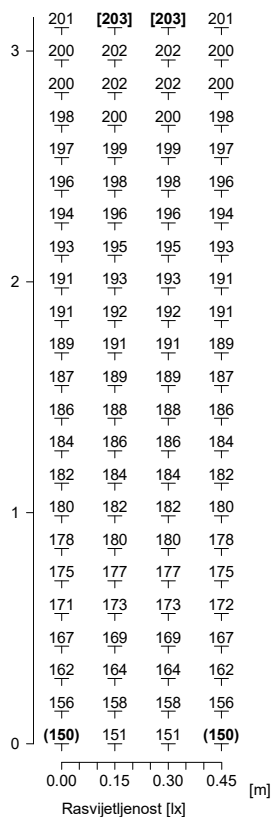 201 [203] [203] 201
3
200 202 202 200
200 202 202 200
198 200 200 198
197 199 199 197
196 198 198 196
194 196 196 194
193 195 195 193
2
191 193 193 191
191 192 192 191
189 191 191 189
187 189 189 187
186 188 188 186
184 186 186 184
182 184 184 182
1
180 182 182 180
178 180 180 178
175 177 177 175
171 173 173 172
167 169 169 167
162 164 164 162
156 158 158 156
0
(150) 151 151 (150)
0.00 0.15 0.30 0.45 [m]
Rasvijetljenost [lx]